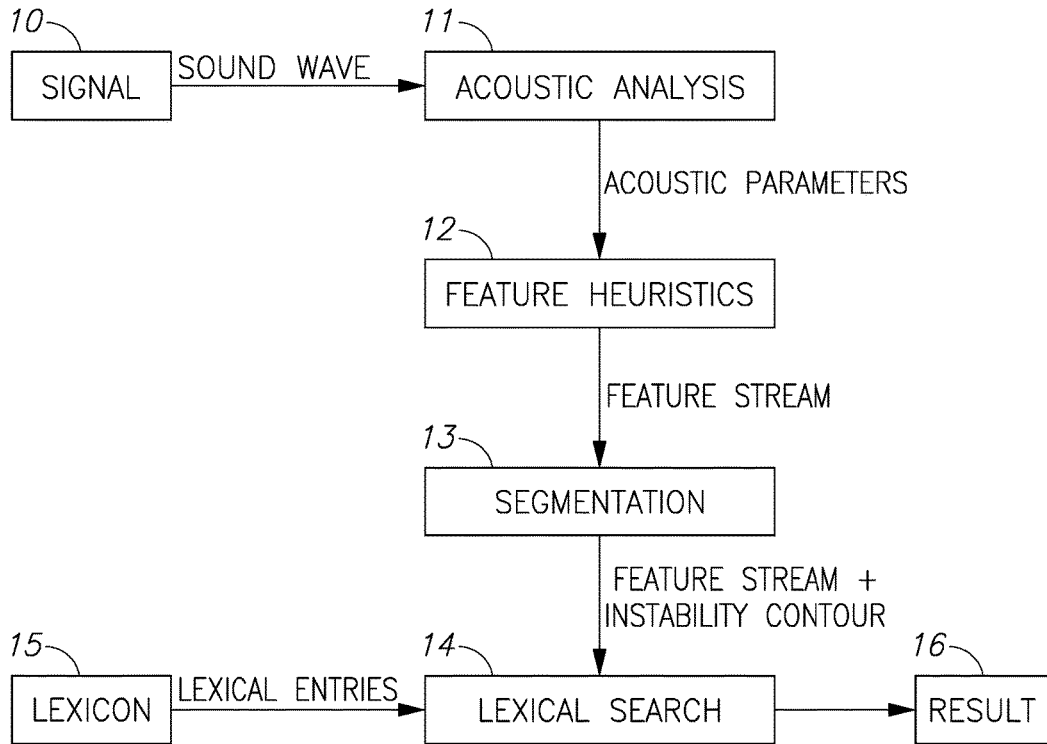 10
11
SIGNAL
SOUND WAVE
ACOUSTIC ANALYSIS
ACOUSTIC PARAMETERS
12
FEATURE HEURISTICS
FEATURE STREAM
13
SEGMENTATION
FEATURE STREAM +
INSTABILITY CONTOUR
15
14
16
LEXICON
LEXICAL ENTRIES
LEXICAL SEARCH
RESULT